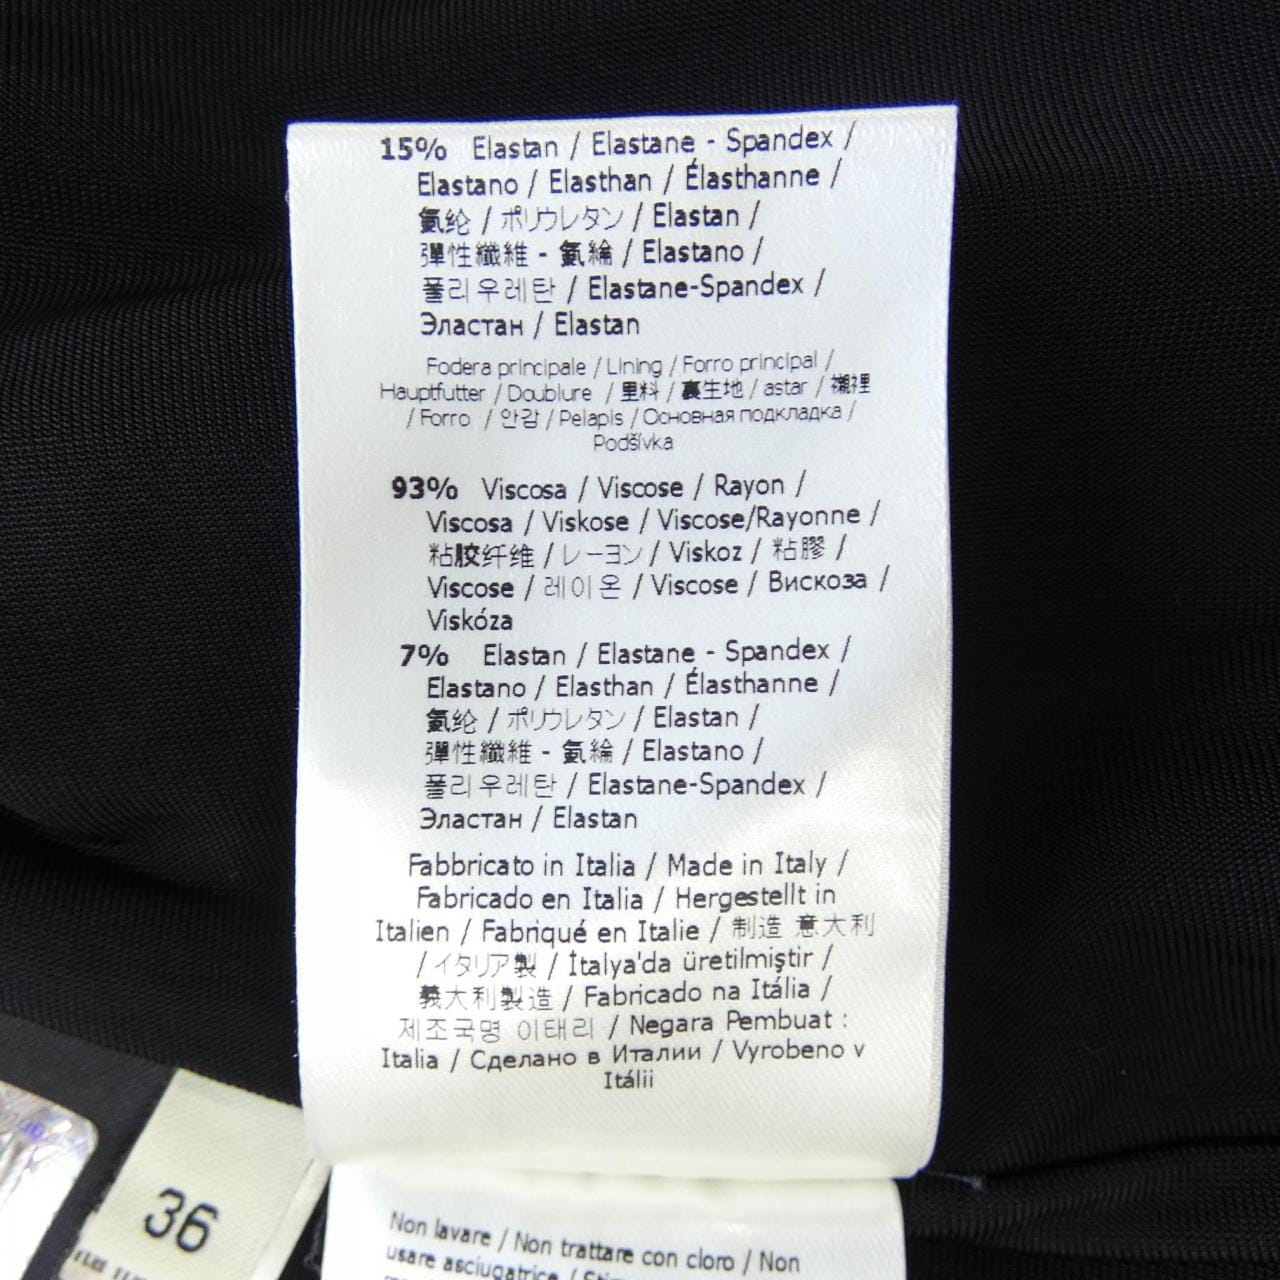 15% Elastan / Elastane - Spandex /
Elastano / Elasthan / Élasthanne /
氨纶 / ポリウレタン / Elastan /
彈性纖維 - 氨綸 / Elastano /
폴리우레탄 / Elastane-Spandex /
Эластан / Elastan
Fodera principale / Lining / Forro principal /
Hauptfutter / Doublure / 里料 / 裏生地 / astar / 襯裡
/ Forro / 안감 / Pelapis / Основная подкладка /
Podšívka
93% Viscosa / Viscose / Rayon /
Viscosa / Viskose / Viscose/Rayonne /
粘胶纤维 / レーヨン / Viskoz / 粘膠 /
Viscose / 레이온 / Viscose / Вискоза /
Viskóza
7% Elastan / Elastane - Spandex /
Elastano / Elasthan / Élasthanne /
氨纶 / ポリウレタン / Elastan /
彈性纖維 - 氨綸 / Elastano /
폴리우레탄 / Elastane-Spandex /
Эластан / Elastan
Fabbricato in Italia / Made in Italy /
Fabricado en Italia / Hergestellt in
Italien / Fabriqué en Italie / 制造 意大利
/ イタリア製 / İtalya'da üretilmiştir /
義大利製造 / Fabricado na Itália /
제조국명 이태리 / Negara Pembuat :
Italia / Сделано в Италии / Vyrobeno v
Itálii
36
Non lavare / Non trattare con cloro / Non
usare asciugatrice /